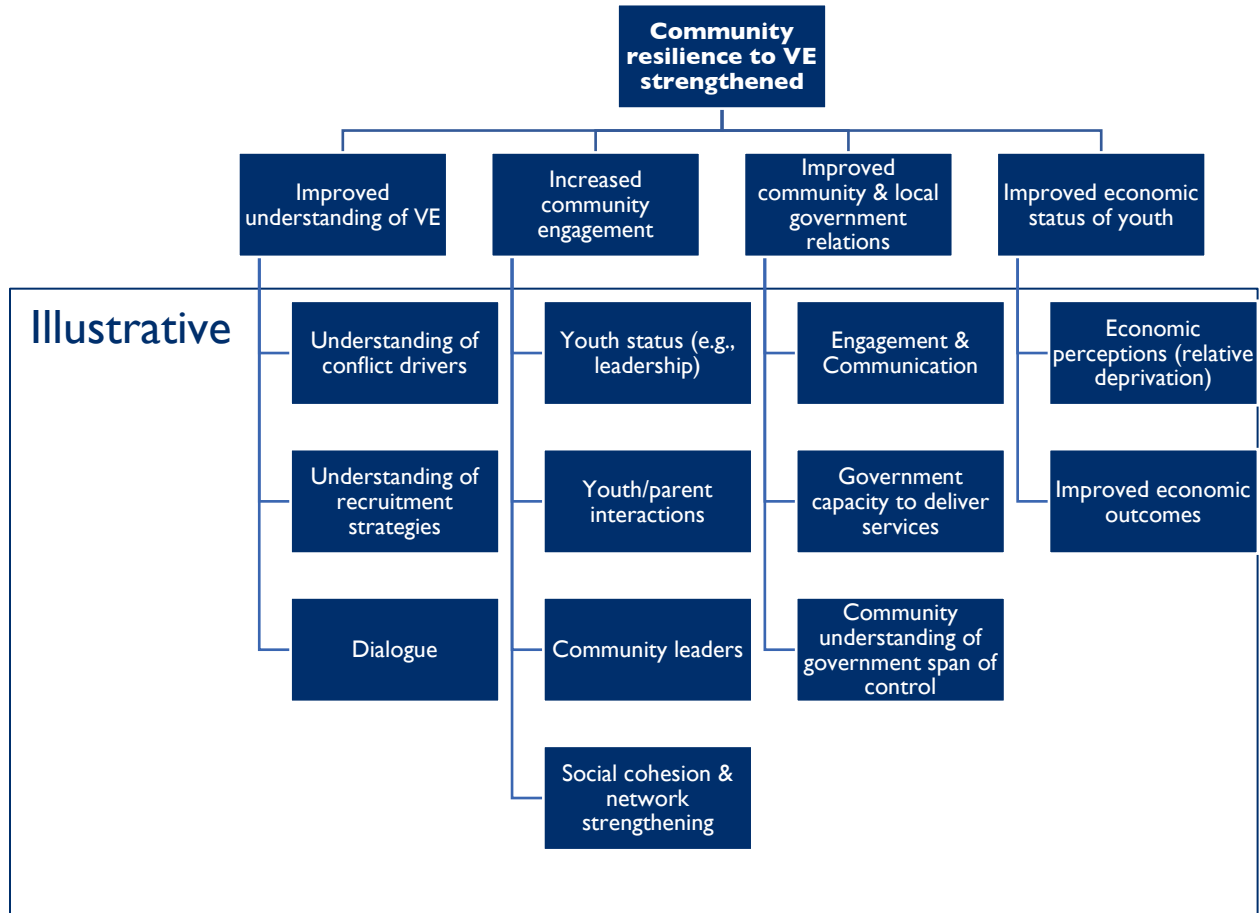 Community
resilience to VE
strengthened
Improved
understanding of VE
Increased
community
engagement
Improved
community & local
government
relations
Improved economic
status of youth
Illustrative
Understanding of
conflict drivers
Youth status (e.g.,
leadership)
Engagement &
Communication
Economic
perceptions (relative
deprivation)
Understanding of
recruitment
strategies
Youth/parent
interactions
Government
capacity to deliver
services
Improved economic
outcomes
Dialogue
Community leaders
Community
understanding of
government span of
control
Social cohesion &
network
strengthening